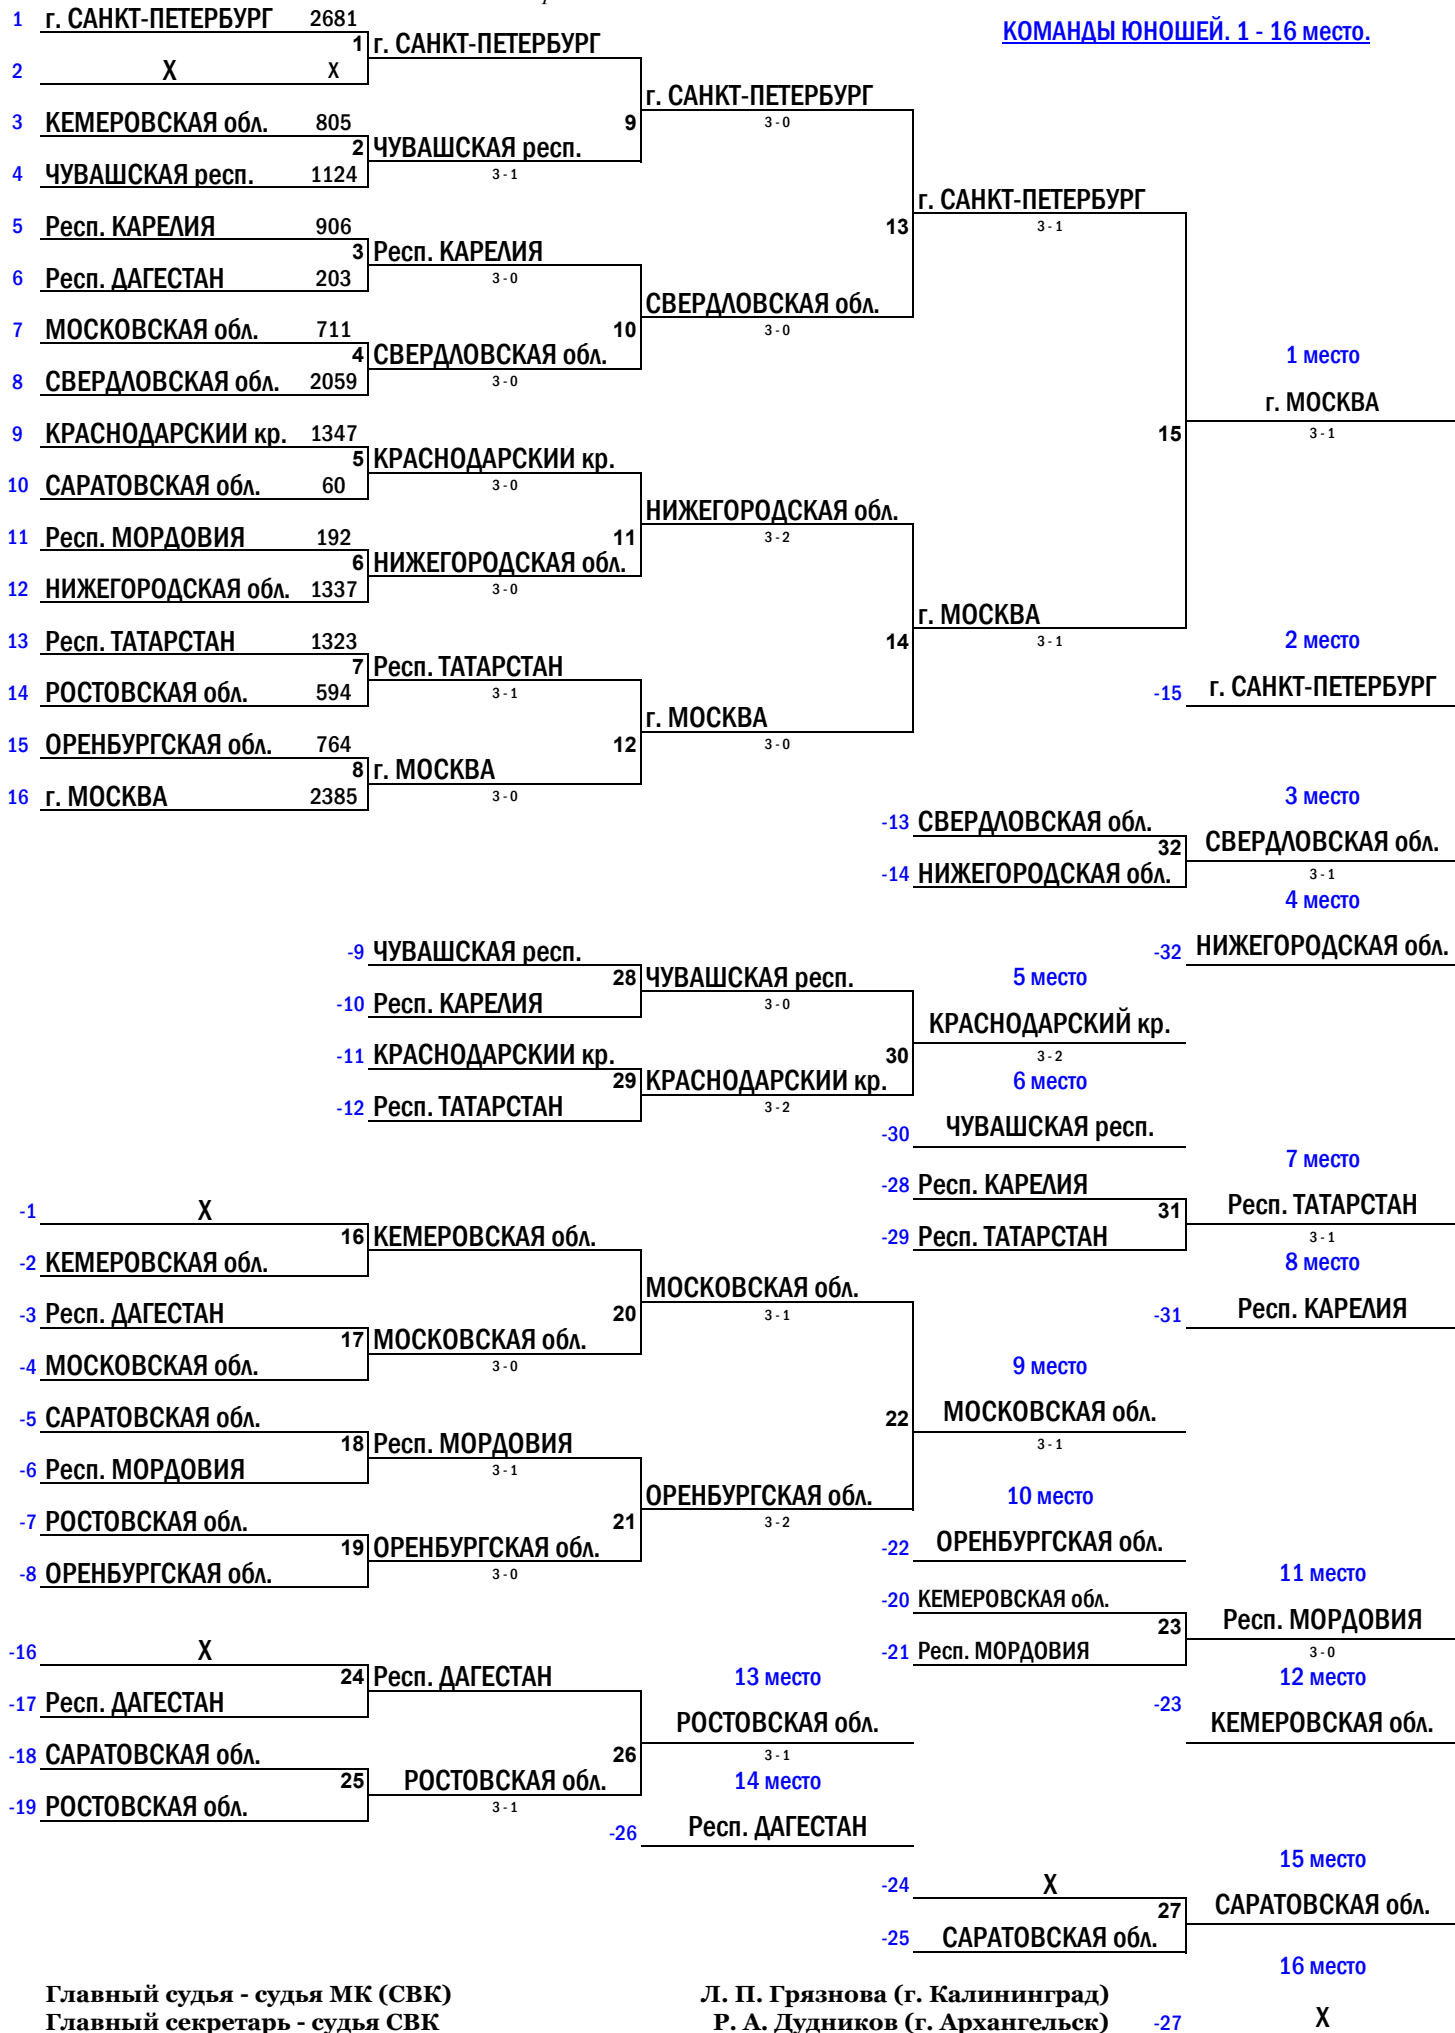 КОМАНДЫ ЮНОШЕЙ. 1 - 16 место.
1 г. САНКТ-ПЕТЕРБУРГ 2681
1 г. САНКТ-ПЕТЕРБУРГ
2 X X
г. САНКТ-ПЕТЕРБУРГ
3 КЕМЕРОВСКАЯ обл. 805
9 3 - 0
2 ЧУВАШСКАЯ респ.
4 ЧУВАШСКАЯ респ. 1124
3 - 1
г. САНКТ-ПЕТЕРБУРГ
5 Респ. КАРЕЛИЯ 906
13 3 - 1
3 Респ. КАРЕЛИЯ
6 Респ. ДАГЕСТАН 203
3 - 0
СВЕРДЛОВСКАЯ обл.
7 МОСКОВСКАЯ обл. 711
10 3 - 0
4 СВЕРДЛОВСКАЯ обл.
1 место
8 СВЕРДЛОВСКАЯ обл. 2059
3 - 0
г. МОСКВА
9 КРАСНОДАРСКИИ кр. 1347
15 3 - 1
5 КРАСНОДАРСКИИ кр.
10 САРАТОВСКАЯ обл. 60
3 - 0
НИЖЕГОРОДСКАЯ обл.
11 Респ. МОРДОВИЯ 192
11 3 - 2
6 НИЖЕГОРОДСКАЯ обл.
12 НИЖЕГОРОДСКАЯ обл. 1337
3 - 0
г. МОСКВА
13 Респ. ТАТАРСТАН 1323
14 3 - 1
2 место
7 Респ. ТАТАРСТАН
14 РОСТОВСКАЯ обл. 594
3 - 1
-15 г. САНКТ-ПЕТЕРБУРГ
г. МОСКВА
15 ОРЕНБУРГСКАЯ обл. 764
12 3 - 0
8 г. МОСКВА
16 г. МОСКВА 2385
3 - 0
3 место
-13 СВЕРДЛОВСКАЯ обл.
32 СВЕРДЛОВСКАЯ обл.
-14 НИЖЕГОРОДСКАЯ обл.
3 - 1
4 место
-9 ЧУВАШСКАЯ респ.
-32 НИЖЕГОРОДСКАЯ обл.
28 ЧУВАШСКАЯ респ.
5 место
-10 Респ. КАРЕЛИЯ
3 - 0
КРАСНОДАРСКИЙ кр.
-11 КРАСНОДАРСКИИ кр.
30 3 - 2
29 КРАСНОДАРСКИИ кр.
6 место
-12 Респ. ТАТАРСТАН
3 - 2
-30 ЧУВАШСКАЯ респ.
7 место
-28 Респ. КАРЕЛИЯ
-1 X
31 Респ. ТАТАРСТАН
16 КЕМЕРОВСКАЯ обл.
-29 Респ. ТАТАРСТАН
3 - 1
-2 КЕМЕРОВСКАЯ обл.
8 место
МОСКОВСКАЯ обл.
-3 Респ. ДАГЕСТАН
20 3 - 1
-31 Респ. КАРЕЛИЯ
17 МОСКОВСКАЯ обл.
-4 МОСКОВСКАЯ обл.
3 - 0
9 место
-5 САРАТОВСКАЯ обл.
22 МОСКОВСКАЯ обл.
18 Респ. МОРДОВИЯ
3 - 1
-6 Респ. МОРДОВИЯ
3 - 1
ОРЕНБУРГСКАЯ обл.
10 место
-7 РОСТОВСКАЯ обл.
21 3 - 2
19 ОРЕНБУРГСКАЯ обл.
-22 ОРЕНБУРГСКАЯ обл.
-8 ОРЕНБУРГСКАЯ обл.
3 - 0
11 место
-20 КЕМЕРОВСКАЯ обл.
23 Респ. МОРДОВИЯ
-16 X
-21 Респ. МОРДОВИЯ
3 - 0
24 Респ. ДАГЕСТАН
13 место
12 место
-17 Респ. ДАГЕСТАН
-23 КЕМЕРОВСКАЯ обл.
РОСТОВСКАЯ обл.
-18 САРАТОВСКАЯ обл.
26 3 - 1
25 РОСТОВСКАЯ обл.
14 место
-19 РОСТОВСКАЯ обл.
3 - 1
-26 Респ. ДАГЕСТАН
15 место
-24 X
27 САРАТОВСКАЯ обл.
-25 САРАТОВСКАЯ обл.
16 место
Главный судья - судья МК (СВК) Л. П. Грязнова (г. Калининград)
Главный секретарь - судья СВК Р. А. Дудников (г. Архангельск)
-27 X